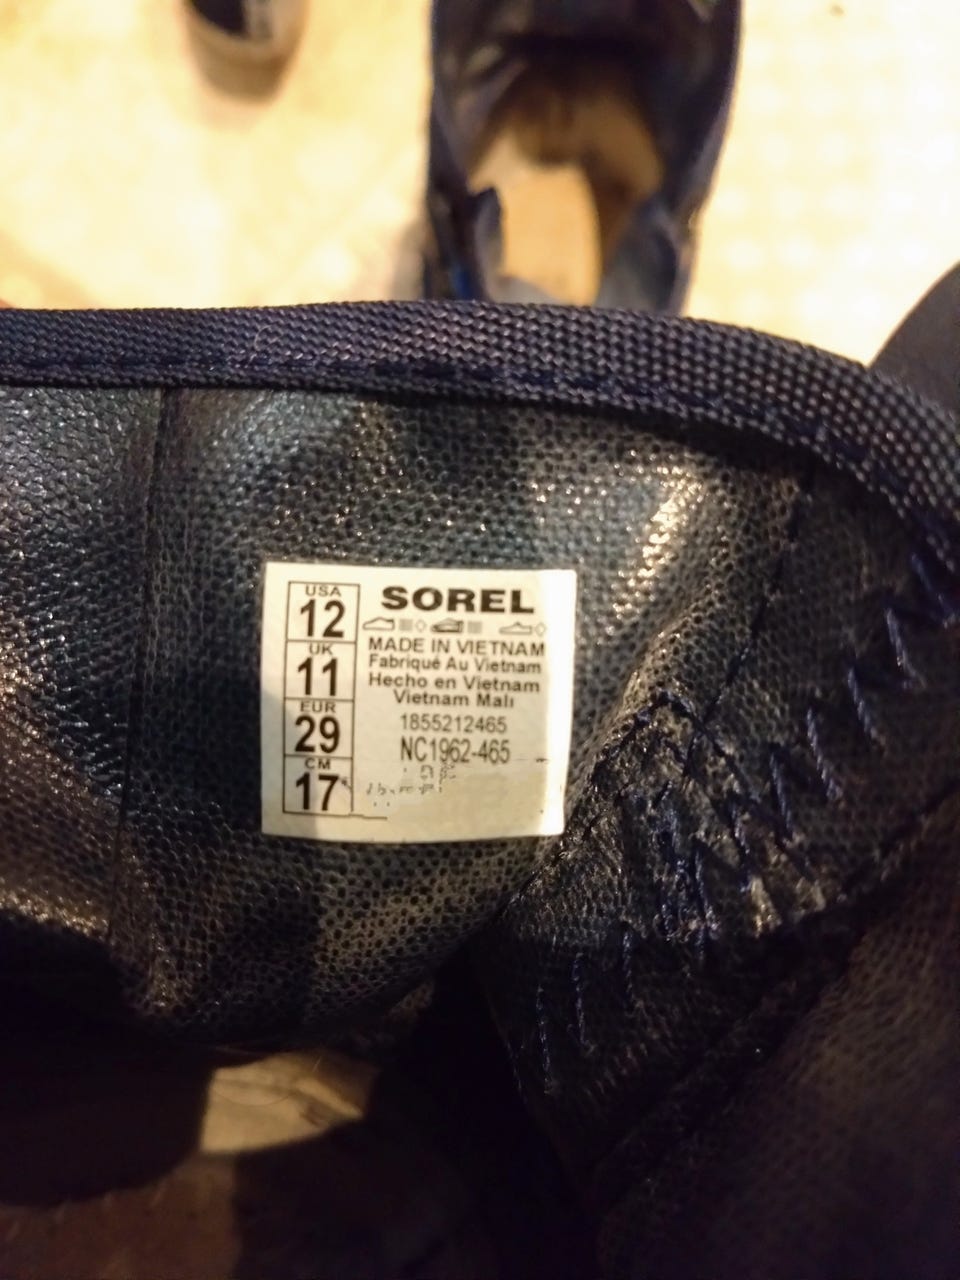 USA
12
UK
11
EUR
29
CM
17
SOREL
MADE IN VIETNAM
Fabriqué Au Vietnam
Hecho en Vietnam
Vietnam Malı
1855212465
NC1962-465